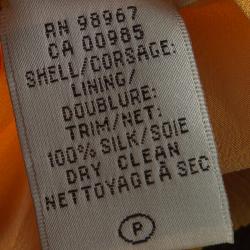 RN 98967
CA 00985
SHELL/CORSAGE:
LINING/
DOUBLURE:
TRIM/NET:
100% SILK/SOIE
DRY CLEAN
NETTOYAGE À SEC
P